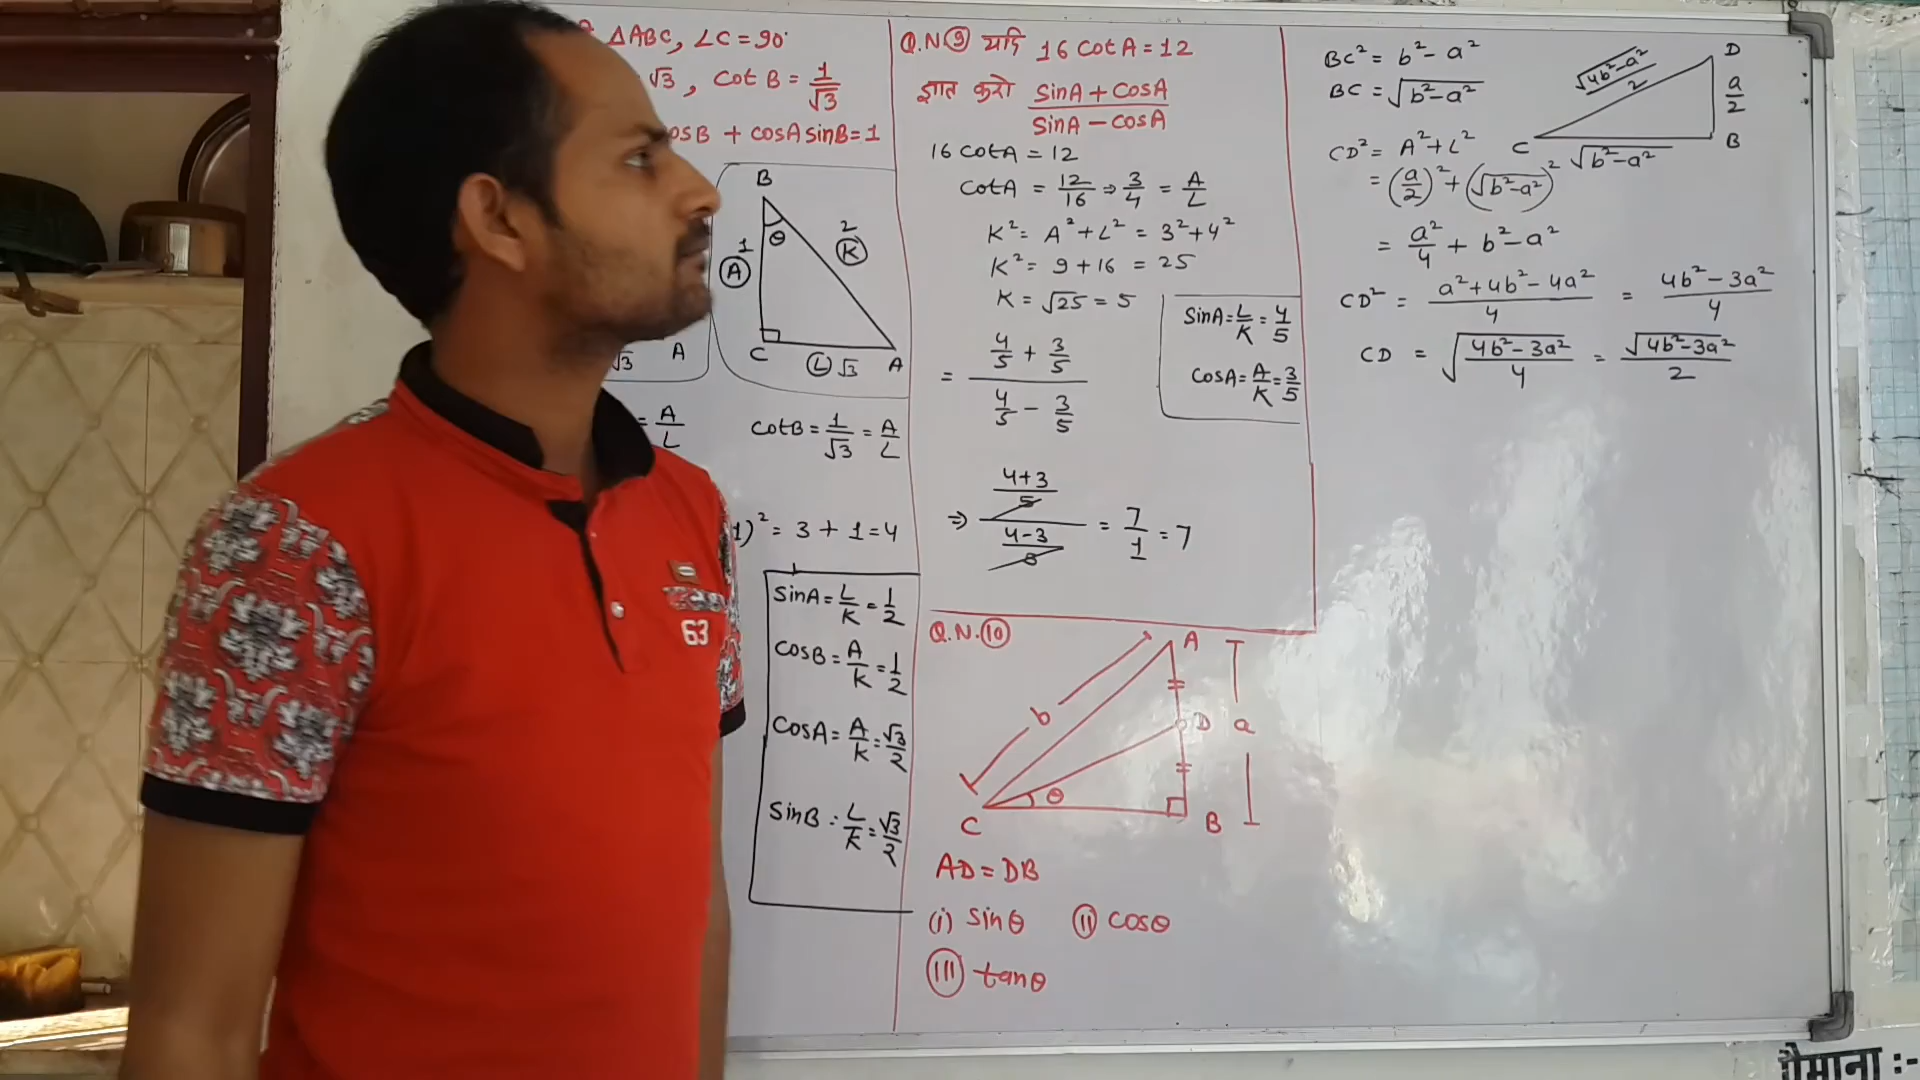 △ABC, ∠C = 90°
√3, cot B = 1/√3
cosB + cosA sinB = 1
B
θ
1
A
2
K
C
L √3
A
√3 A
= A/L
cotB = 1/√3 = A/L
1)² = 3 + 1 = 4
sinA = L/K = 1/2
cosB = A/K = 1/2
cosA = A/K = √3/2
sinB = L/K = √3/2
63
Q.N 9 यदि 16 cot A = 12
ज्ञात करो (sinA + cosA)/(sinA − cosA)
16 cotA = 12
cotA = 12/16 ⇒ 3/4 = A/L
K² = A² + L² = 3² + 4²
K² = 9 + 16 = 25
K = √25 = 5
sinA = L/K = 4/5
cosA = A/K = 3/5
= (4/5 + 3/5)/(4/5 − 3/5)
⇒ ((4+3)/5)/((4−3)/5) = 7/1 = 7
Q.N. 10
A
b
D a
θ
C B
AD = DB
(i) sinθ (ii) cosθ
(iii) tanθ
BC² = b² − a²
BC = √(b² − a²)
CD² = A² + L²
= (a/2)² + (√(b² − a²))²
= a²/4 + b² − a²
CD² = (a² + 4b² − 4a²)/4 = (4b² − 3a²)/4
CD = √((4b² − 3a²)/4) = √(4b² − 3a²)/2
√(4b² − a²)/2
D
a/2
C √(b² − a²) B
पैमाना :-